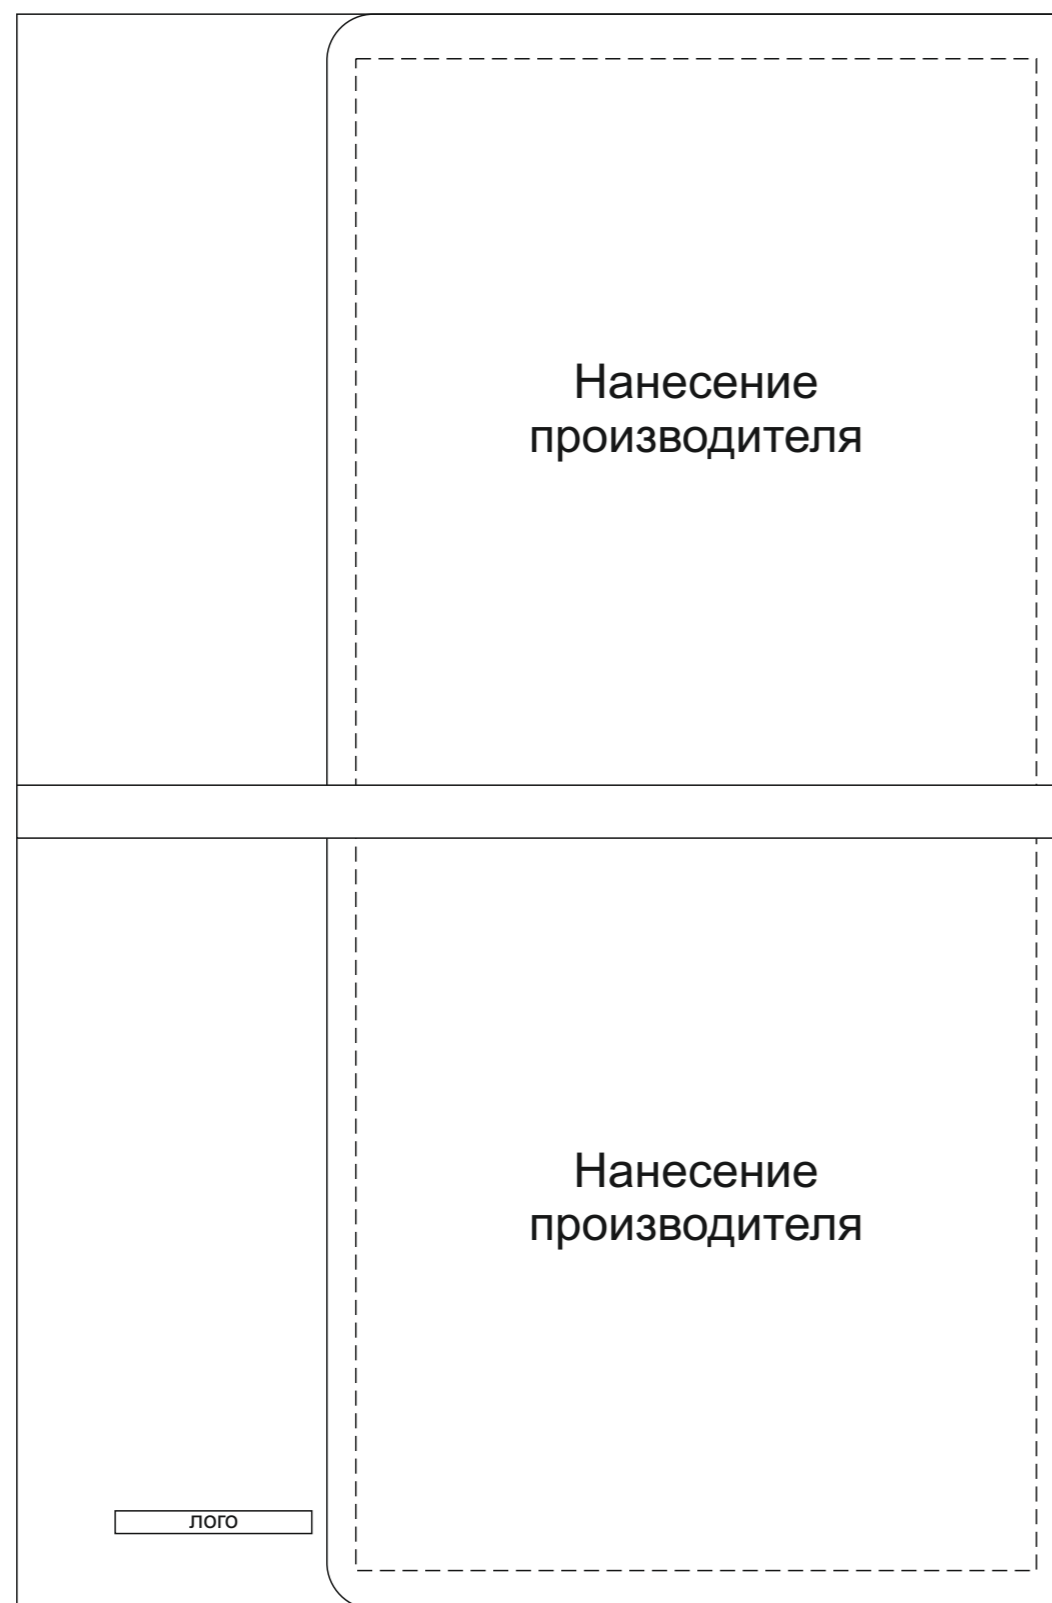 Нанесение
производителя
Нанесение
производителя
лого